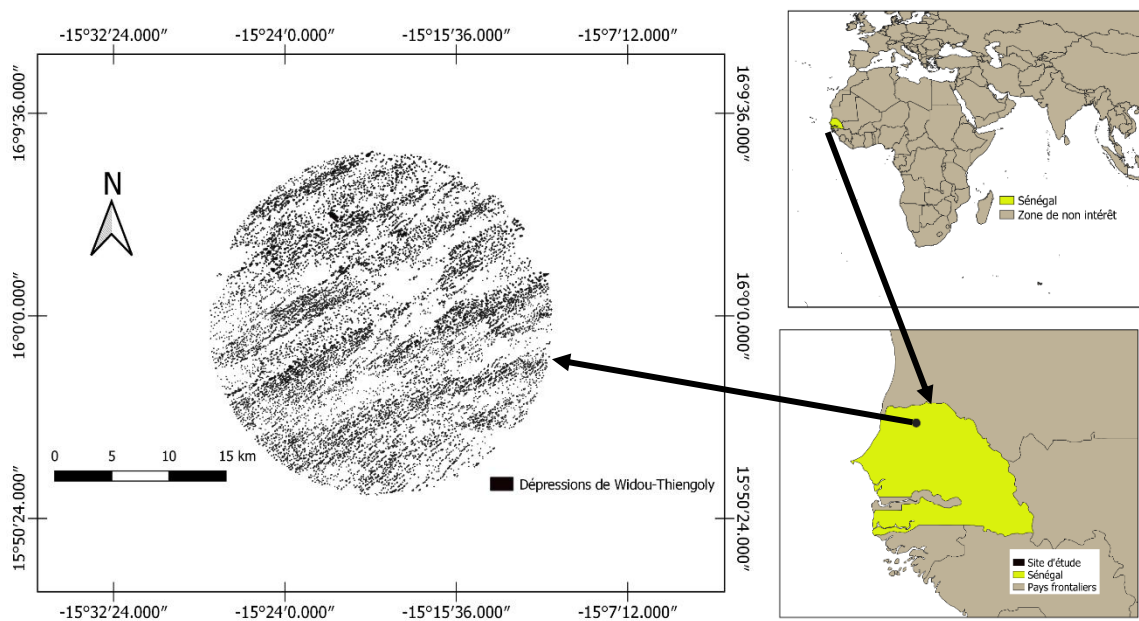 -15°32′24.000″ -15°24′0.000″ -15°15′36.000″ -15°7′12.000″
16°9′36.000″
16°9′36.000″
N
16°0′0.000″
16°0′0.000″
0 5 10 15 km
Dépressions de Widou-Thiengoly
15°50′24.000″
15°50′24.000″
-15°32′24.000″ -15°24′0.000″ -15°15′36.000″ -15°7′12.000″
Sénégal
Zone de non intérêt
Site d'étude
Sénégal
Pays frontaliers